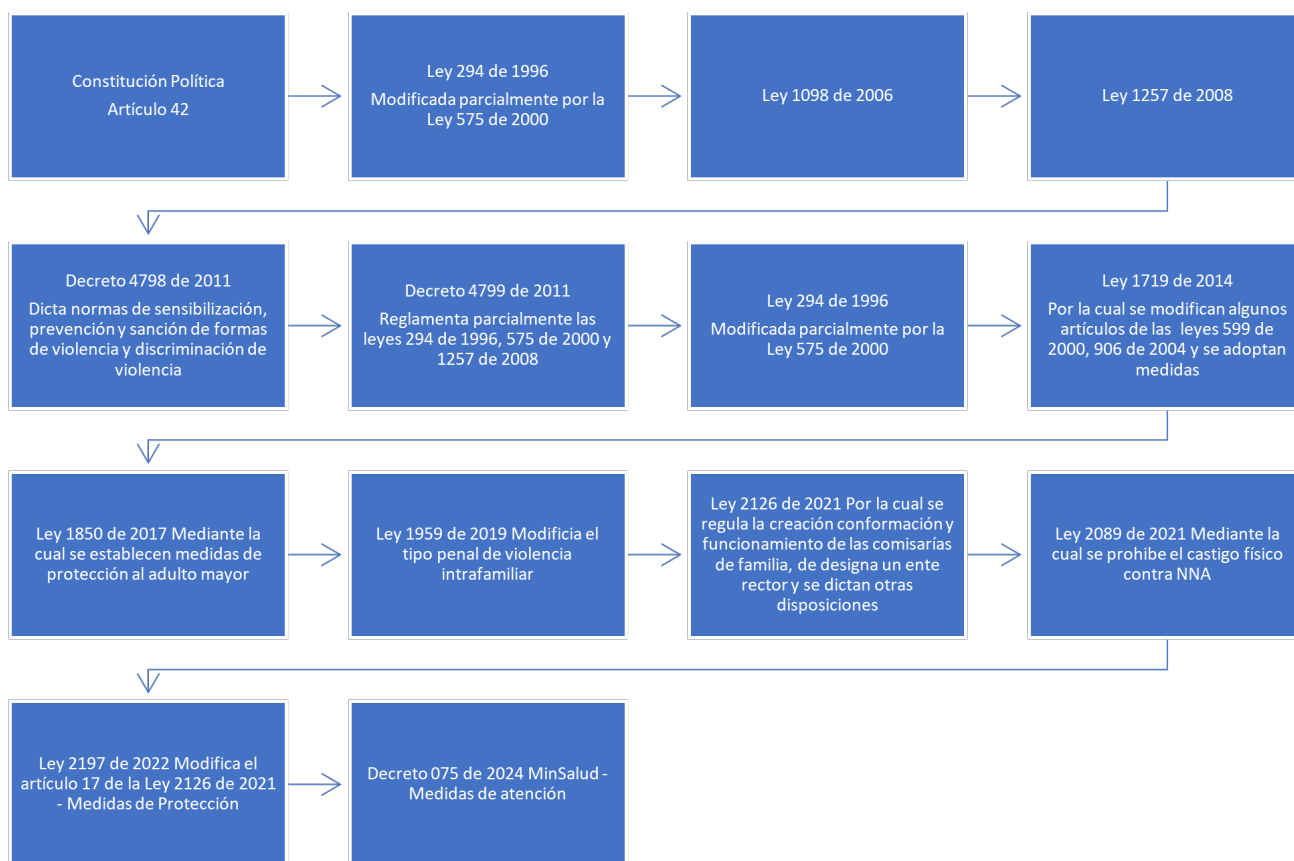 Constitución Política
Artículo 42
Ley 294 de 1996
Modificada parcialmente por la
Ley 575 de 2000
Ley 1098 de 2006
Ley 1257 de 2008
Decreto 4798 de 2011
Dicta normas de sensibilización,
prevención y sanción de formas
de violencia y discriminación de
violencia
Decreto 4799 de 2011
Reglamenta parcialmente las
leyes 294 de 1996, 575 de 2000 y
1257 de 2008
Ley 294 de 1996
Modificada parcialmente por la
Ley 575 de 2000
Ley 1719 de 2014
Por la cual se modifican algunos
artículos de las leyes 599 de
2000, 906 de 2004 y se adoptan
medidas
Ley 1850 de 2017 Mediante la
cual se establecen medidas de
protección al adulto mayor
Ley 1959 de 2019 Modificia el
tipo penal de violencia
intrafamiliar
Ley 2126 de 2021 Por la cual se
regula la creación conformación y
funcionamiento de las comisarías
de familia, de designa un ente
rector y se dictan otras
disposiciones
Ley 2089 de 2021 Mediante la
cual se prohibe el castigo físico
contra NNA
Ley 2197 de 2022 Modifica el
artículo 17 de la Ley 2126 de 2021
- Medidas de Protección
Decreto 075 de 2024 MinSalud -
Medidas de atención